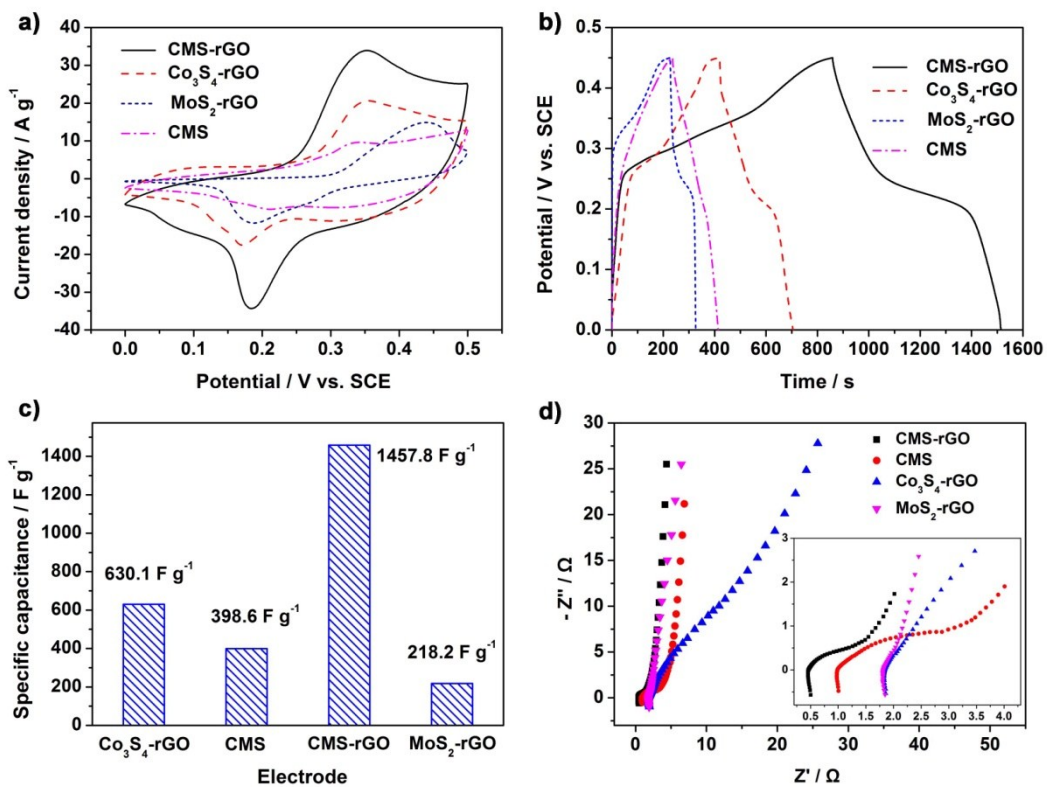 a)
40
30
20
10
0
-10
-20
-30
-40
Current density / A g⁻¹
CMS-rGO
Co₃S₄-rGO
MoS₂-rGO
CMS
0.0 0.1 0.2 0.3 0.4 0.5
Potential / V vs. SCE
b)
0.5
0.4
0.3
0.2
0.1
0.0
Potential / V vs. SCE
CMS-rGO
Co₃S₄-rGO
MoS₂-rGO
CMS
0 200 400 600 800 1000 1200 1400 1600
Time / s
c)
1400
1200
1000
800
600
400
200
0
Specific capacitance / F g⁻¹
630.1 F g⁻¹
398.6 F g⁻¹
1457.8 F g⁻¹
218.2 F g⁻¹
Co₃S₄-rGO CMS CMS-rGO MoS₂-rGO
Electrode
d)
30
25
20
15
10
5
0
- Z'' / Ω
CMS-rGO
CMS
Co₃S₄-rGO
MoS₂-rGO
3
2
1
0
0.5 1.0 1.5 2.0 2.5 3.0 3.5 4.0
0 10 20 30 40 50
Z' / Ω